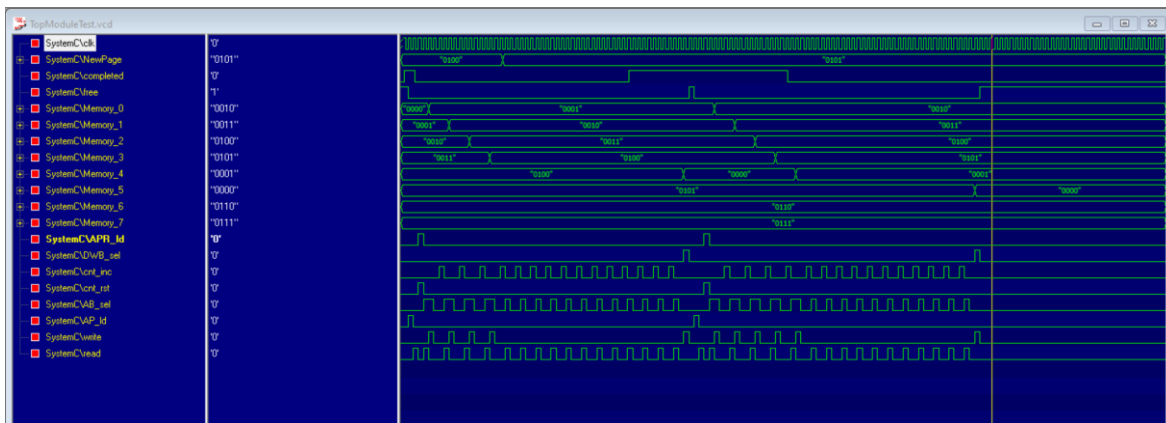 TopModuleTest.vcd
SystemC\clk '0'
SystemC\NewPage "0101" "0100" "0101"
SystemC\completed '0'
SystemC\free '1'
SystemC\Memory_0 "0010" "0000" "0001" "0010"
SystemC\Memory_1 "0011" "0001" "0010" "0011"
SystemC\Memory_2 "0100" "0010" "0011" "0100"
SystemC\Memory_3 "0101" "0011" "0100" "0101"
SystemC\Memory_4 "0001" "0100" "0000" "0001"
SystemC\Memory_5 "0000" "0101" "0000"
SystemC\Memory_6 "0110" "0110"
SystemC\Memory_7 "0111" "0111"
SystemC\APR_ld '0'
SystemC\DWB_sel '0'
SystemC\cnt_inc '0'
SystemC\cnt_rst '0'
SystemC\AB_sel '0'
SystemC\AP_ld '0'
SystemC\write '0'
SystemC\read '0'